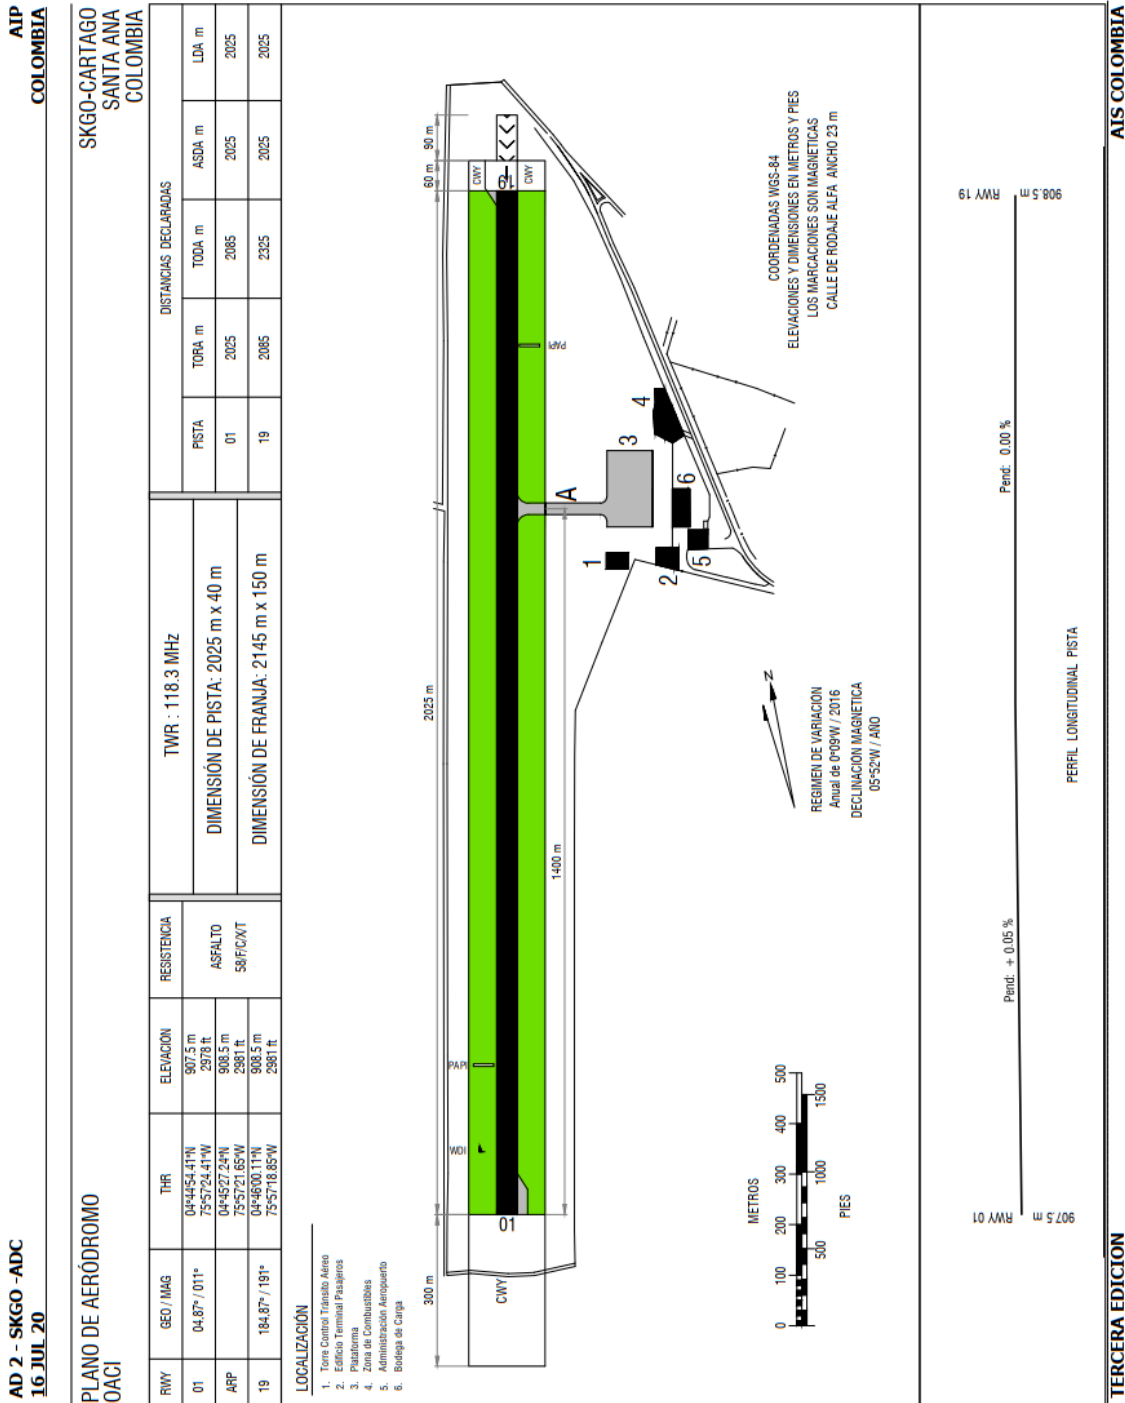 AIP
COLOMBIA
AD 2 - SKGO -ADC
16 JUL 20
PLANO DE AERÓDROMO
OACI
SKGO-CARTAGO
SANTA ANA
COLOMBIA
RWY GEO / MAG THR ELEVACIÓN RESISTENCIA
01 04.87° / 011° 04°44'54.41"N 75°57'24.41"W 907.5 m 2978 ft
ARP 04°45'27.24"N 75°57'21.65"W 908.5 m 2981 ft
19 184.87° / 191° 04°46'00.11"N 75°57'18.85"W 908.5 m 2981 ft
ASFALTO
58/F/C/X/T
TWR : 118.3 MHz
DIMENSIÓN DE PISTA: 2025 m x 40 m
DIMENSIÓN DE FRANJA: 2145 m x 150 m
DISTANCIAS DECLARADAS
PISTA TORA m TODA m ASDA m LDA m
01 2025 2085 2025 2025
19 2085 2325 2025 2025
LOCALIZACIÓN
1. Torre Control Tránsito Aéreo
2. Edificio Terminal Pasajeros
3. Plataforma
4. Zona de Combustibles
5. Administración Aeropuerto
6. Bodega de Carga
300 m
2025 m
60 m
90 m
CWY
01
WDI
PAPI
1400 m
A
PAPI
CWY
19
CWY
1
2
3
4
5
6
COORDENADAS WGS-84
ELEVACIONES Y DIMENSIONES EN METROS Y PIES
LOS MARCACIONES SON MAGNETICAS
CALLE DE RODAJE ALFA ANCHO 23 m
N
REGIMEN DE VARIACIÓN
Anual de 0°09'W / 2016
DECLINACIÓN MAGNETICA
05°52'W / AÑO
METROS
0 100 200 300 400 500
500 1000 1500
PIES
RWY 01
907.5 m
Pend: + 0.05 %
Pend: 0.00 %
RWY 19
908.5 m
PERFIL LONGITUDINAL PISTA
TERCERA EDICION
AIS COLOMBIA